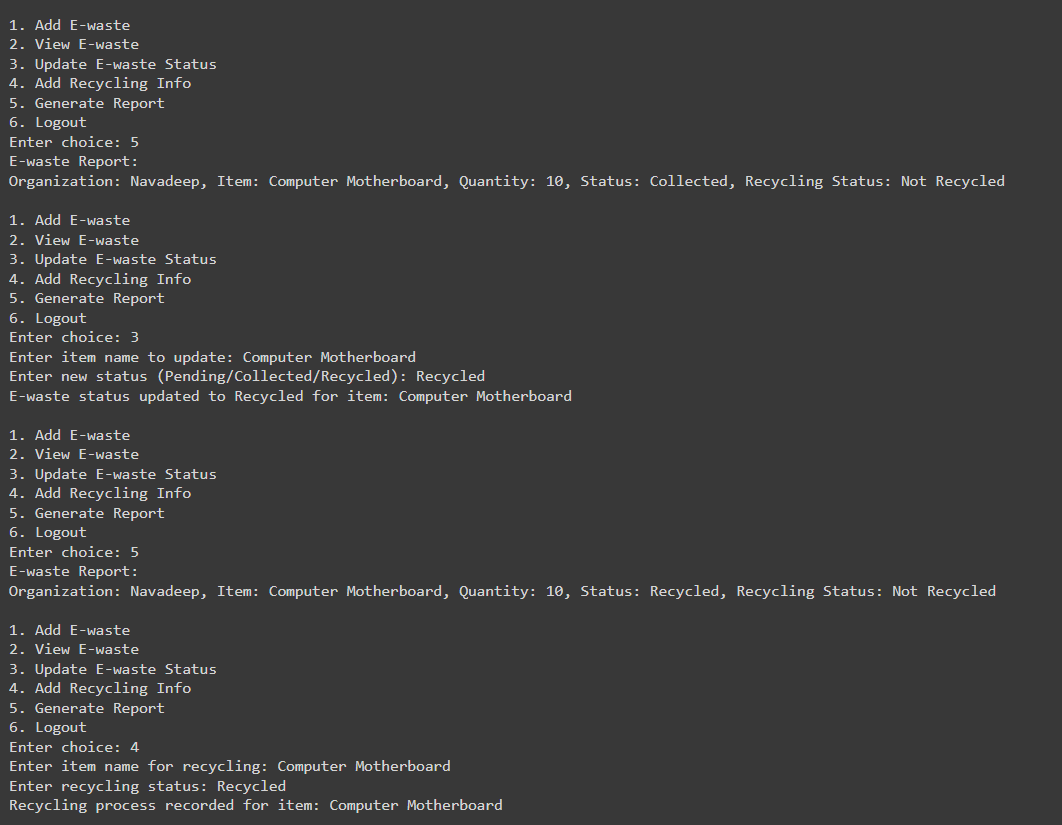 1. Add E-waste
2. View E-waste
3. Update E-waste Status
4. Add Recycling Info
5. Generate Report
6. Logout
Enter choice: 5
E-waste Report:
Organization: Navadeep, Item: Computer Motherboard, Quantity: 10, Status: Collected, Recycling Status: Not Recycled
1. Add E-waste
2. View E-waste
3. Update E-waste Status
4. Add Recycling Info
5. Generate Report
6. Logout
Enter choice: 3
Enter item name to update: Computer Motherboard
Enter new status (Pending/Collected/Recycled): Recycled
E-waste status updated to Recycled for item: Computer Motherboard
1. Add E-waste
2. View E-waste
3. Update E-waste Status
4. Add Recycling Info
5. Generate Report
6. Logout
Enter choice: 5
E-waste Report:
Organization: Navadeep, Item: Computer Motherboard, Quantity: 10, Status: Recycled, Recycling Status: Not Recycled
1. Add E-waste
2. View E-waste
3. Update E-waste Status
4. Add Recycling Info
5. Generate Report
6. Logout
Enter choice: 4
Enter item name for recycling: Computer Motherboard
Enter recycling status: Recycled
Recycling process recorded for item: Computer Motherboard